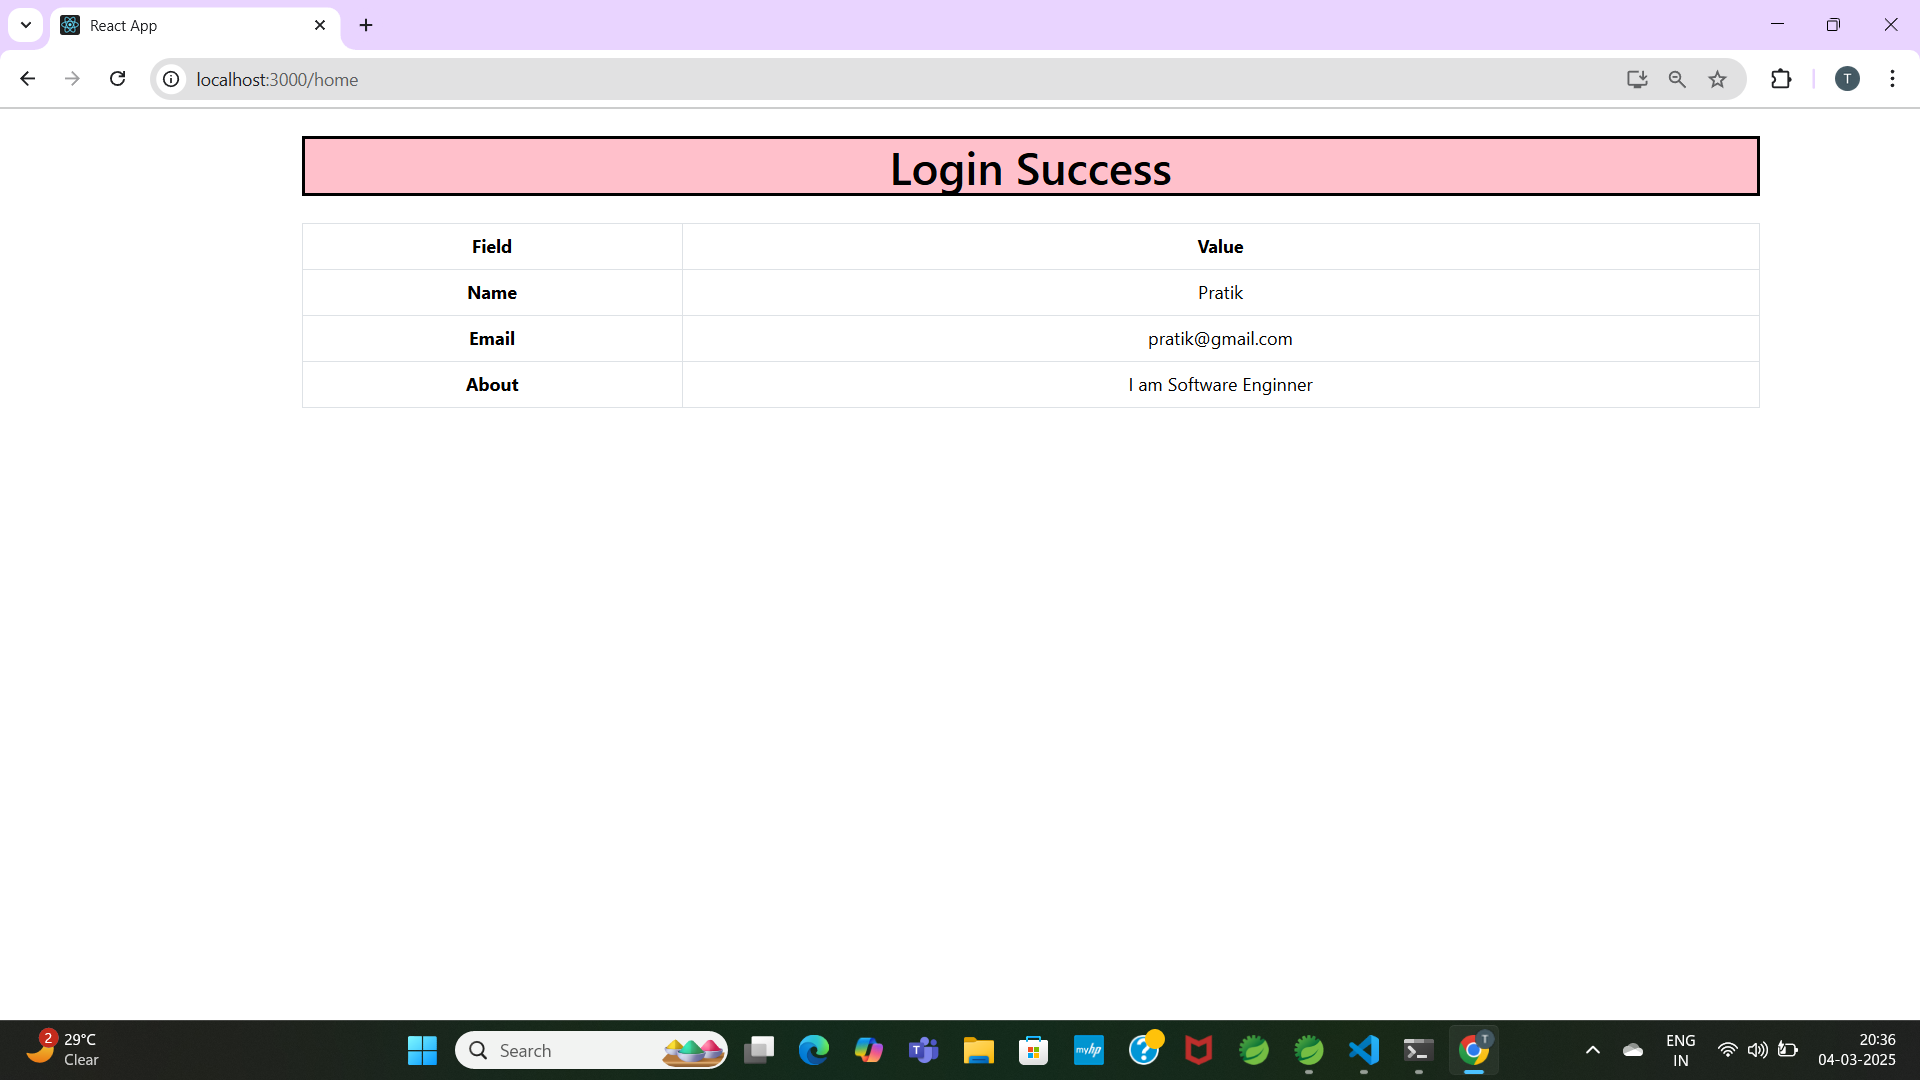 React App
localhost:3000/home
T
Login Success
Field Value
Name Pratik
Email pratik@gmail.com
About I am Software Enginner
2
29°C
Clear
Search
T
myhp
?
T
ENG
IN
20:36
04-03-2025